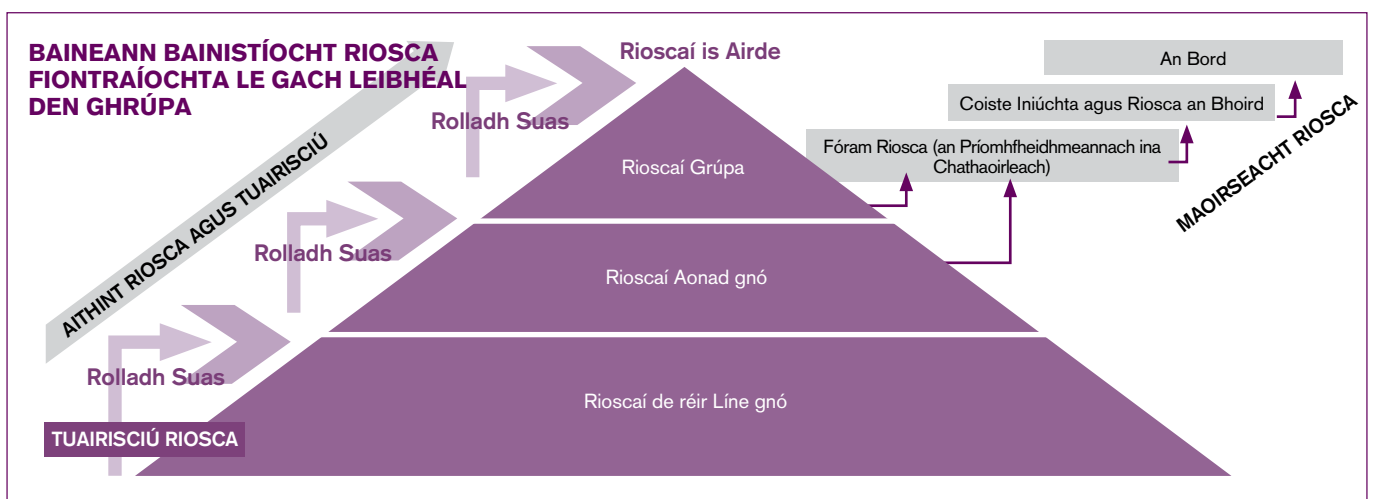 BAINEANN BAINISTÍOCHT RIOSCA
FIONTRAÍOCHTA LE GACH LEIBHÉAL
DEN GHRÚPA
AITHINT RIOSCA AGUS TUAIRISCIÚ
Rioscaí is Airde
Rolladh Suas
Rolladh Suas
Rolladh Suas
TUAIRISCIÚ RIOSCA
Rioscaí Grúpa
Rioscaí Aonad gnó
Rioscaí de réir Líne gnó
An Bord
Coiste Iniúchta agus Riosca an Bhoird
Fóram Riosca (an Príomhfheidhmeannach ina
Chathaoirleach)
MAOIRSEACHT RIOSCA